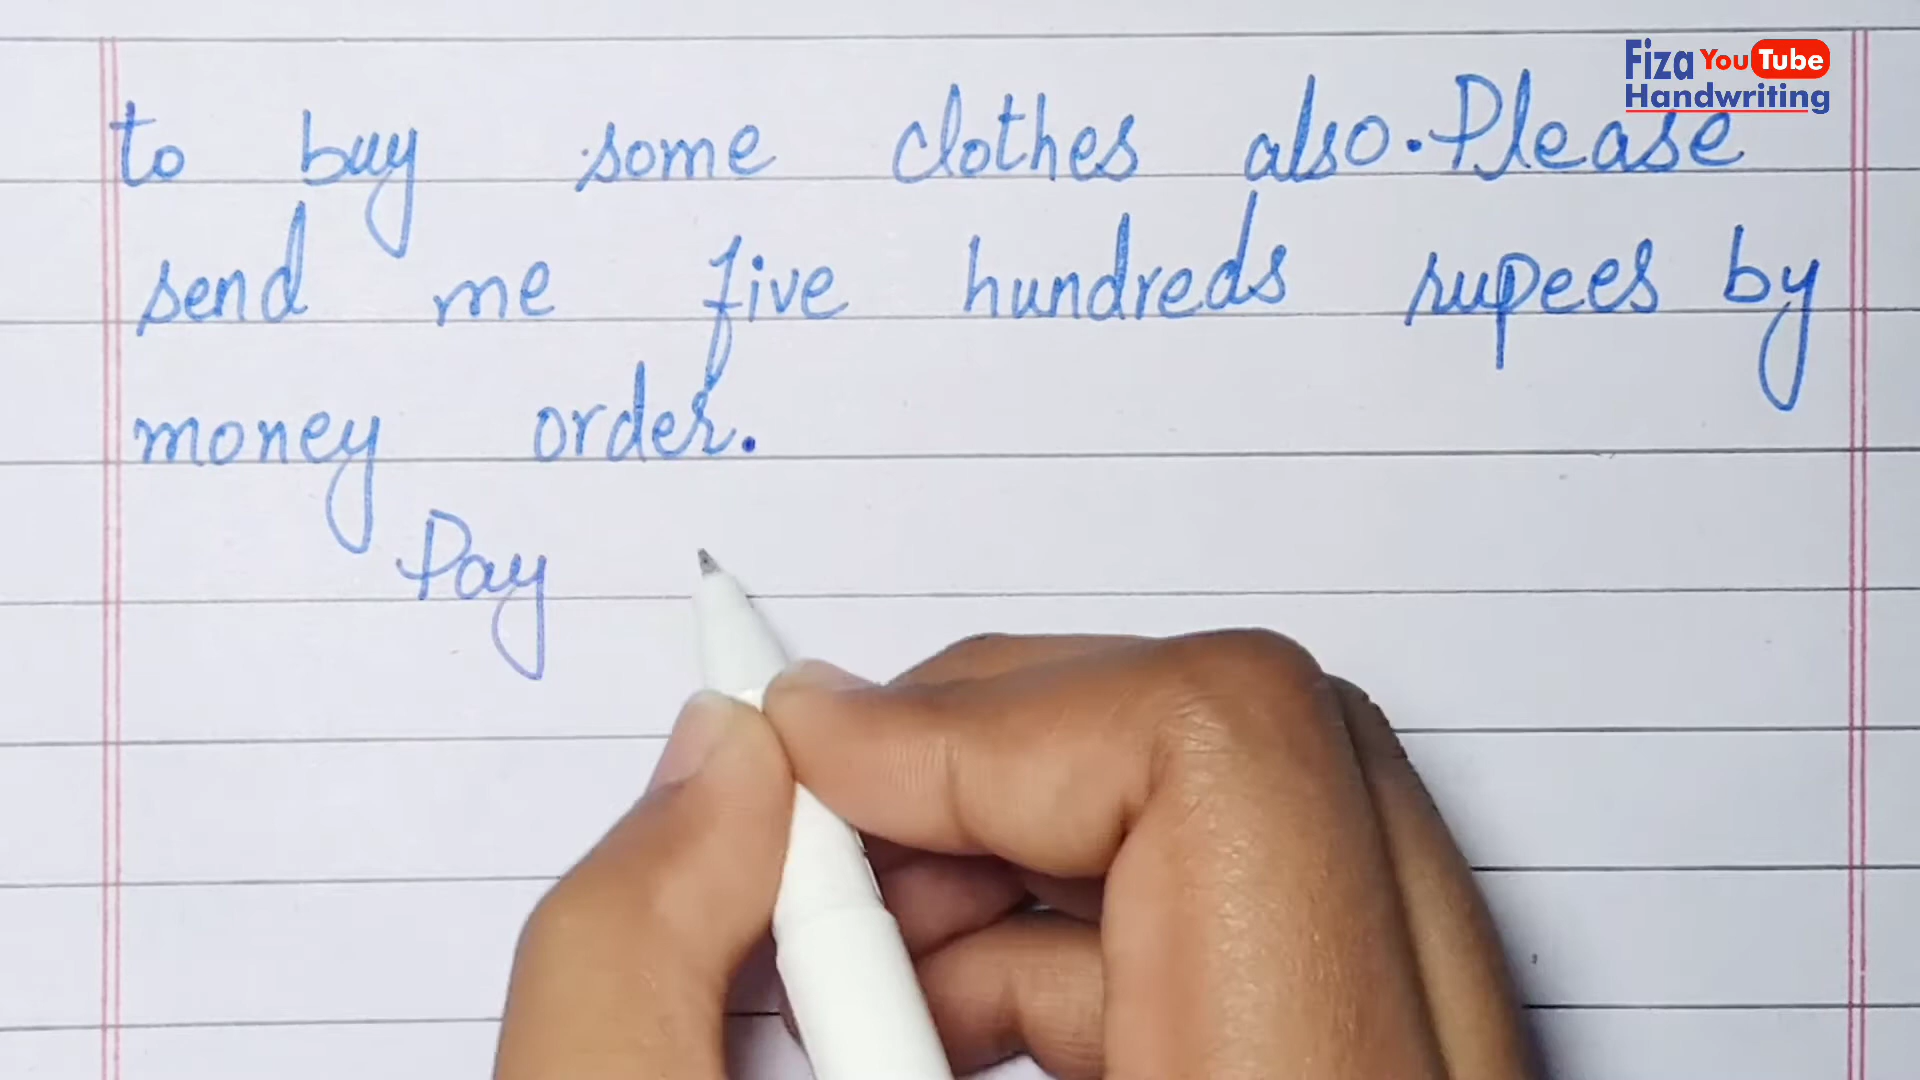 Fiza YouTube
Handwriting
to buy some clothes also. Please
send me five hundreds rupees by
money order.
Pay